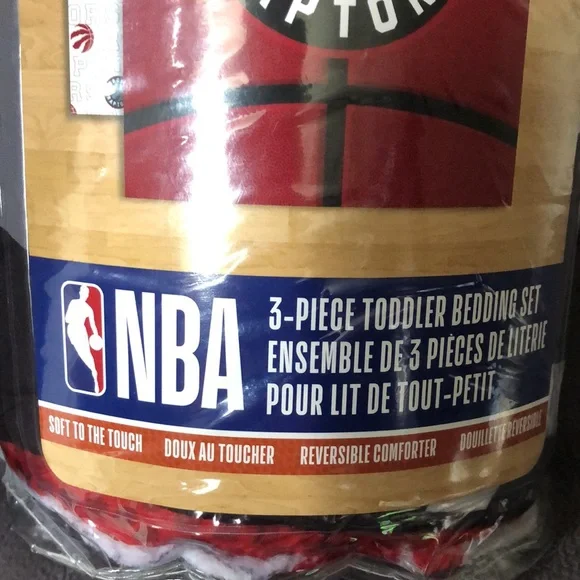 NBA
3-PIECE TODDLER BEDDING SET
ENSEMBLE DE 3 PIÈCES DE LITERIE
POUR LIT DE TOUT-PETIT
SOFT TO THE TOUCH DOUX AU TOUCHER REVERSIBLE COMFORTER DOUILLETTE RÉVERSIBLE